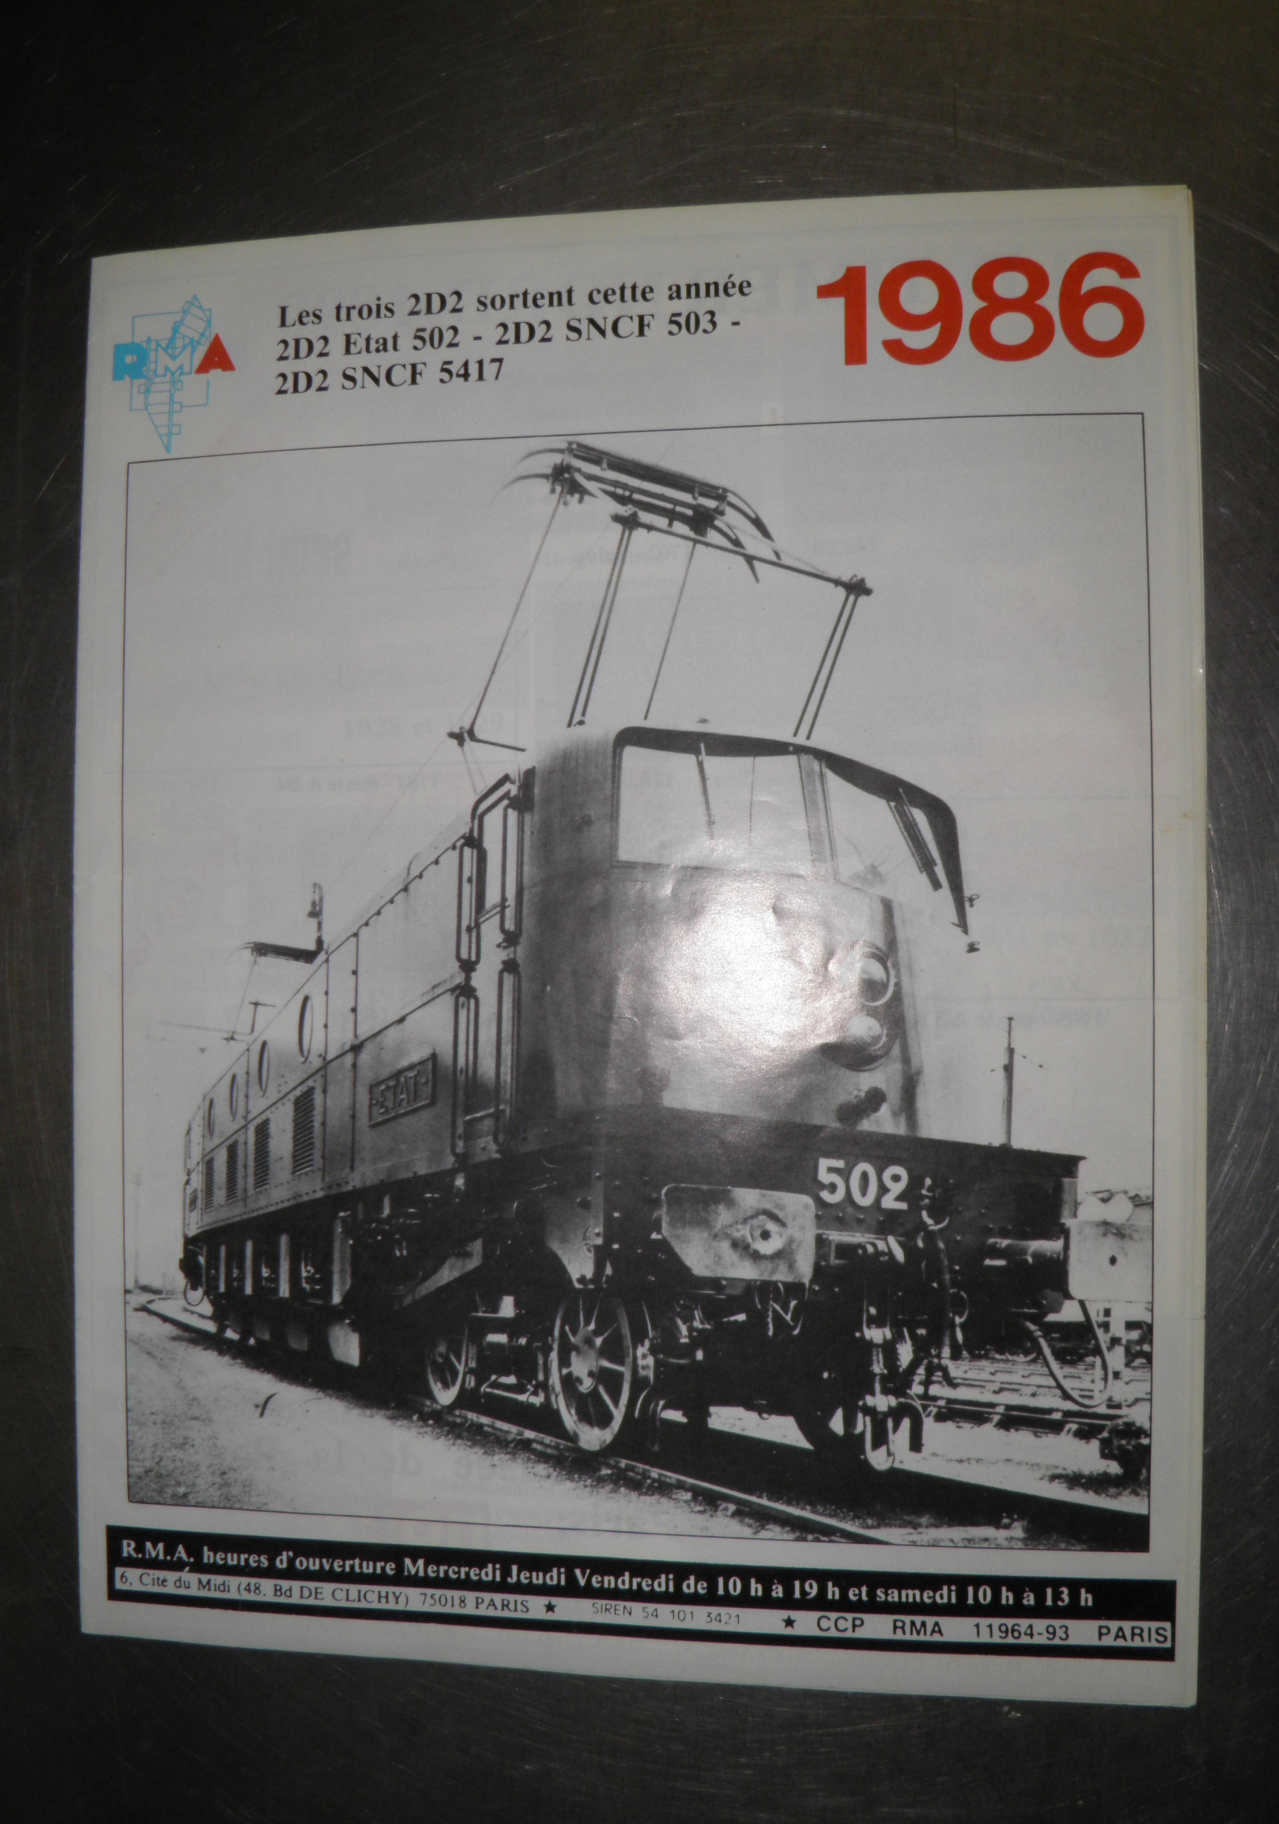 RMA
Les trois 2D2 sortent cette année
2D2 Etat 502 - 2D2 SNCF 503 -
2D2 SNCF 5417
1986
-ETAT-
502
R.M.A. heures d'ouverture Mercredi Jeudi Vendredi de 10 h à 19 h et samedi 10 h à 13 h
6, Cité du Midi (48, Bd DE CLICHY) 75018 PARIS ★ SIREN 54 101 3421 ★ CCP RMA 11964-93 PARIS